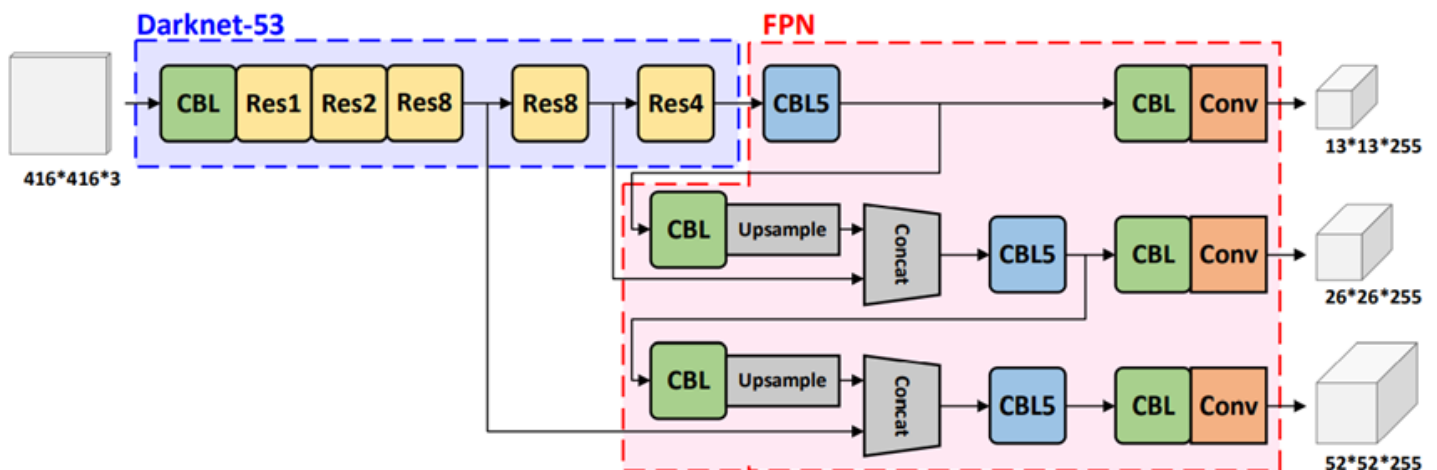 Darknet-53
FPN
CBL Res1 Res2 Res8 Res8 Res4 CBL5 CBL Conv
416*416*3
13*13*255
CBL Upsample Concat CBL5 CBL Conv
26*26*255
CBL Upsample Concat CBL5 CBL Conv
52*52*255